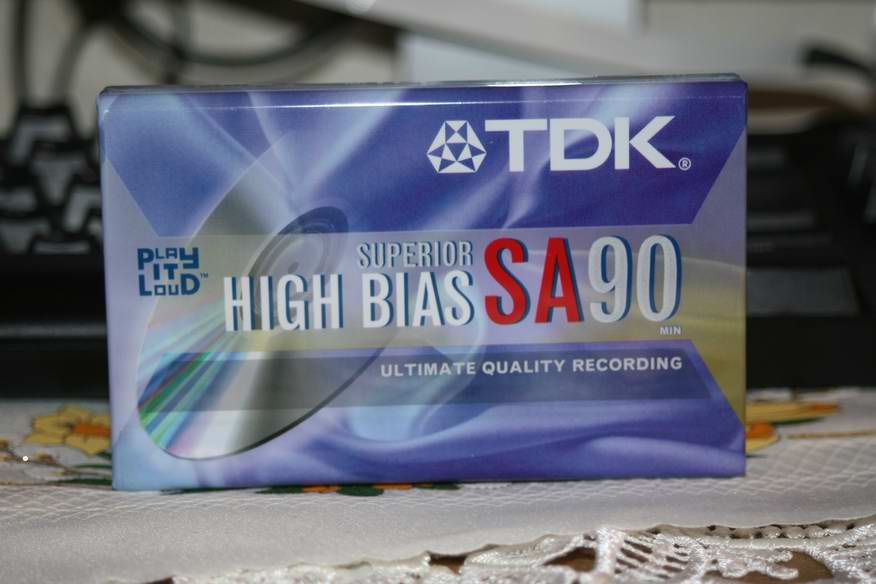 TDK®
PLAY
IT
LOUD™
SUPERIOR
HIGH BIAS SA90
MIN
ULTIMATE QUALITY RECORDING